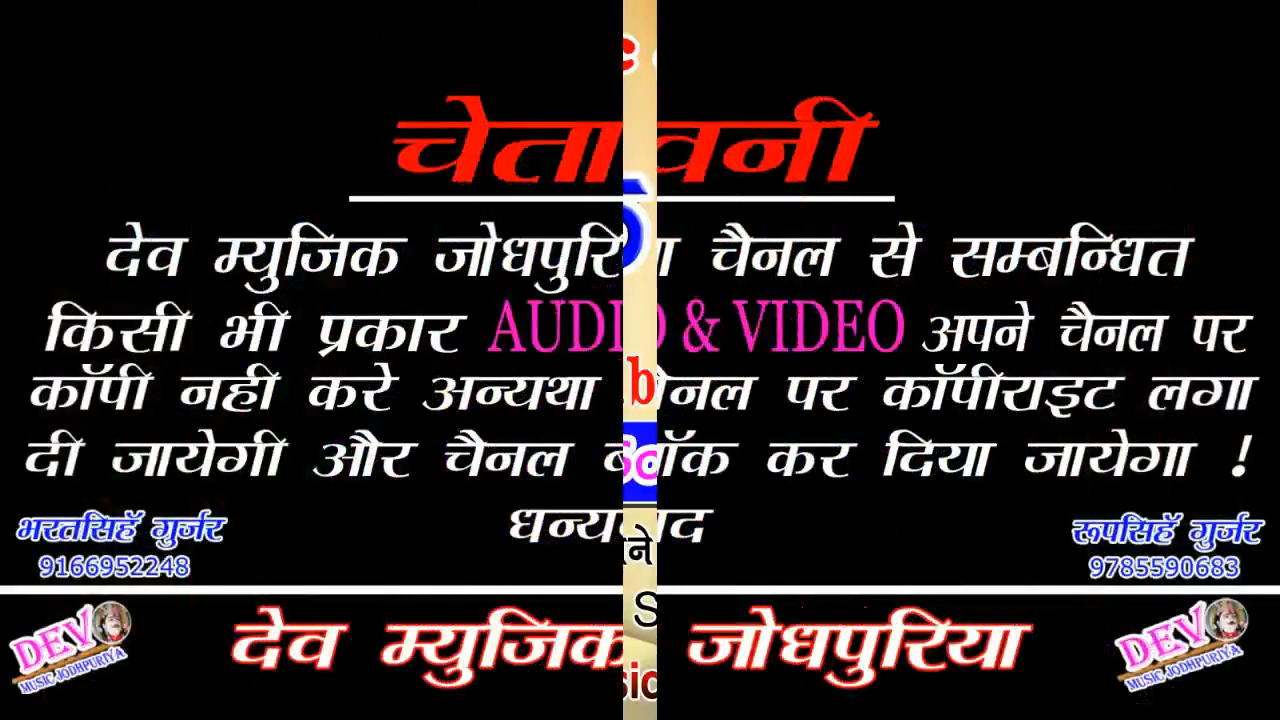 चेतावनी
देव म्युजिक जोधपुरिया चैनल से सम्बन्धित
किसी भी प्रकार AUDIO & VIDEO अपने चैनल पर
कॉपी नही करे अन्यथा चैनल पर कॉपीराइट लगा
दी जायेगी और चैनल ब्लॉक कर दिया जायेगा !
धन्यवाद
भरतसिहॅ गुर्जर
9166952248
रूपसिहॅ गुर्जर
9785590683
देव म्युजिक जोधपुरिया
DEV
MUSIC JODHPURIYA
DEV
MUSIC JODHPURIYA